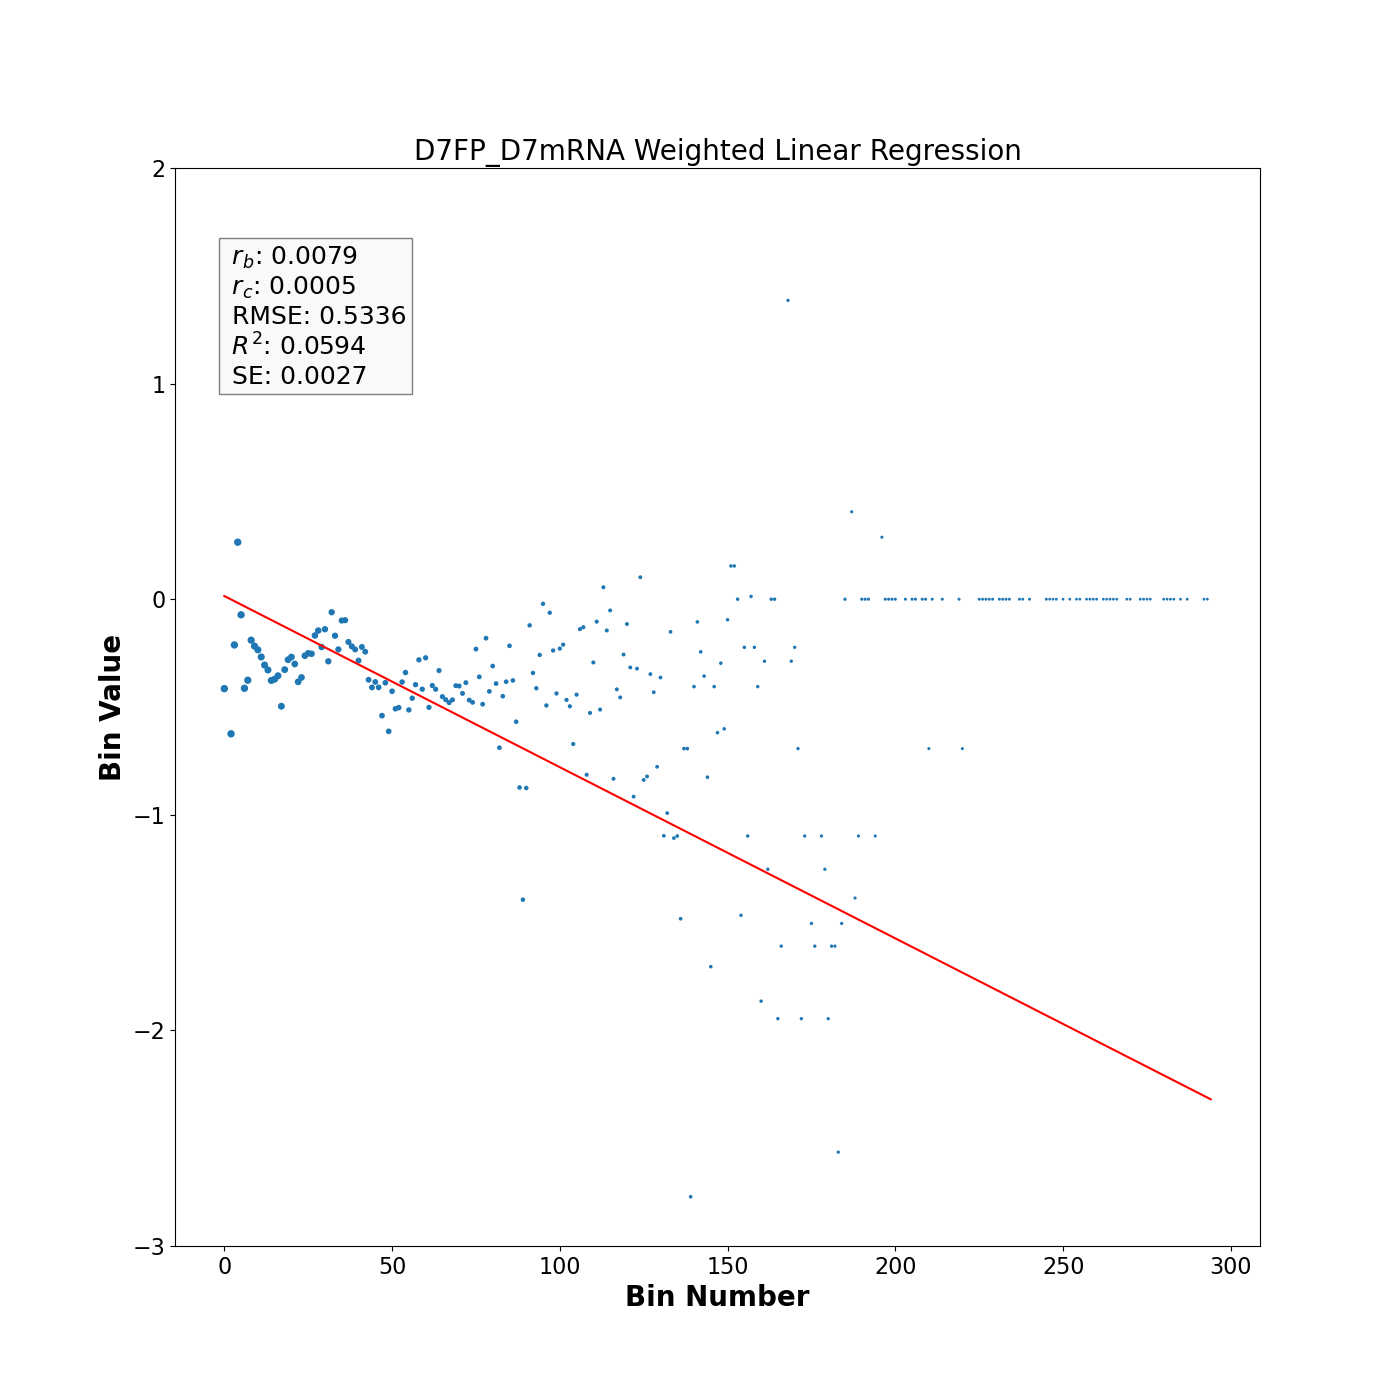 D7FP_D7mRNA Weighted Linear Regression
2
1
0
−1
−2
−3
Bin Value
r_b: 0.0079
r_c: 0.0005
RMSE: 0.5336
R²: 0.0594
SE: 0.0027
0 50 100 150 200 250 300
Bin Number